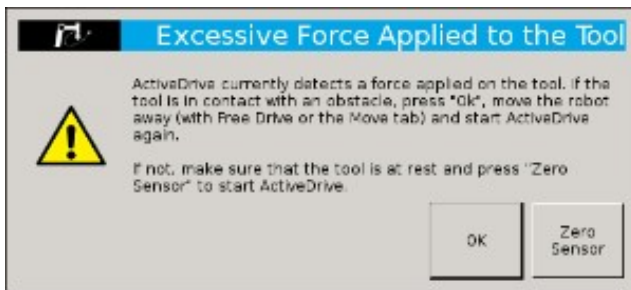 Excessive Force Applied to the Tool
ActiveDrive currently detects a force applied on the tool. If the
tool is in contact with an obstacle, press "Ok", move the robot
away (with Free Drive or the Move tab) and start ActiveDrive
again.
If not, make sure that the tool is at rest and press "Zero
Sensor" to start ActiveDrive.
OK
Zero
Sensor